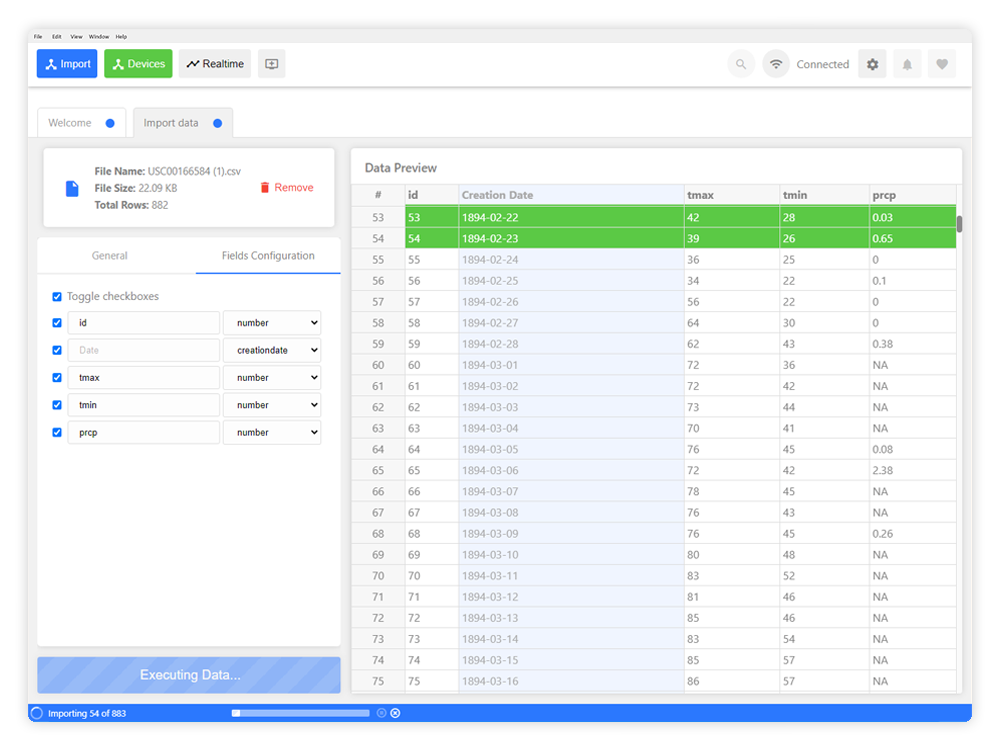 File Edit View Window Help
Import Devices Realtime Connected
Welcome Import data
File Name: USC00166584 (1).csv
File Size: 22.09 KB
Total Rows: 882
Remove
General Fields Configuration
Toggle checkboxes
id number
Date creationdate
tmax number
tmin number
prcp number
Executing Data...
Data Preview
# id Creation Date tmax tmin prcp
53 53 1894-02-22 42 28 0.03
54 54 1894-02-23 39 26 0.65
55 55 1894-02-24 36 25 0
56 56 1894-02-25 34 22 0.1
57 57 1894-02-26 56 22 0
58 58 1894-02-27 64 30 0
59 59 1894-02-28 62 43 0.38
60 60 1894-03-01 72 36 NA
61 61 1894-03-02 72 42 NA
62 62 1894-03-03 73 44 NA
63 63 1894-03-04 70 41 NA
64 64 1894-03-05 76 45 0.08
65 65 1894-03-06 72 42 2.38
66 66 1894-03-07 78 45 NA
67 67 1894-03-08 76 43 NA
68 68 1894-03-09 76 45 0.26
69 69 1894-03-10 80 48 NA
70 70 1894-03-11 83 52 NA
71 71 1894-03-12 81 46 NA
72 72 1894-03-13 85 46 NA
73 73 1894-03-14 83 54 NA
74 74 1894-03-15 85 57 NA
75 75 1894-03-16 86 57 NA
Importing 54 of 883